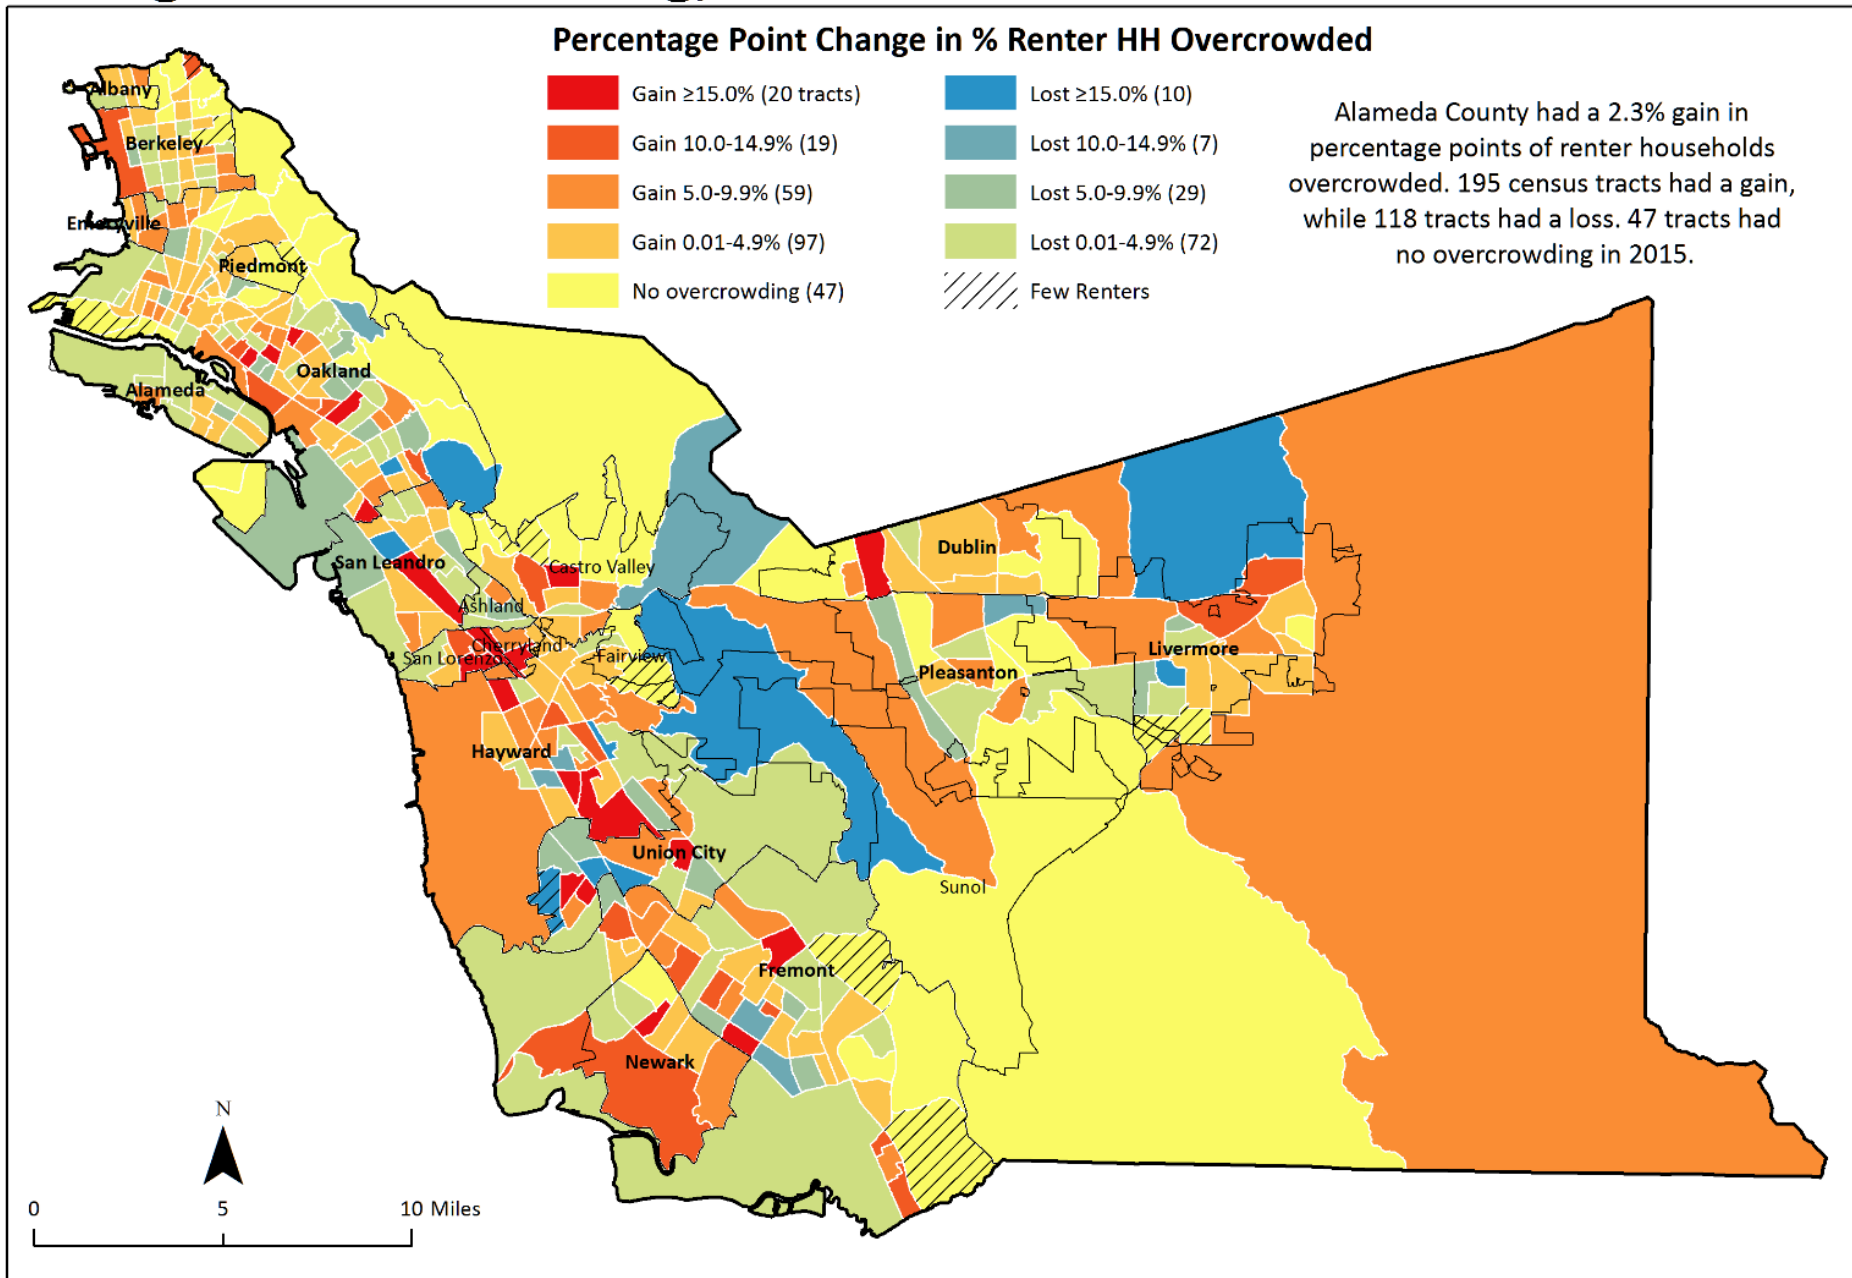 Percentage Point Change in % Renter HH Overcrowded
Gain ≥15.0% (20 tracts)
Gain 10.0-14.9% (19)
Gain 5.0-9.9% (59)
Gain 0.01-4.9% (97)
No overcrowding (47)
Lost ≥15.0% (10)
Lost 10.0-14.9% (7)
Lost 5.0-9.9% (29)
Lost 0.01-4.9% (72)
Few Renters
Alameda County had a 2.3% gain in
percentage points of renter households
overcrowded. 195 census tracts had a gain,
while 118 tracts had a loss. 47 tracts had
no overcrowding in 2015.
Albany
Berkeley
Emeryville
Piedmont
Oakland
Alameda
San Leandro
Castro Valley
Ashland
Cherryland
San Lorenzo
Fairview
Dublin
Livermore
Pleasanton
Hayward
Union City
Sunol
Fremont
Newark
N
0 5 10 Miles